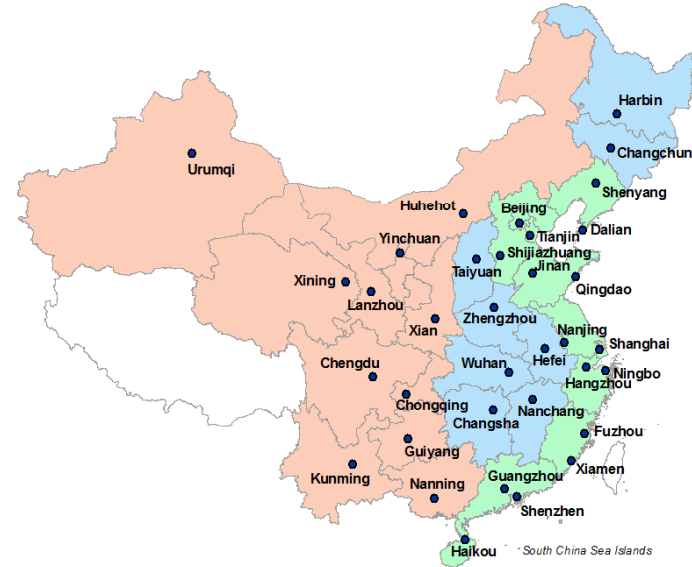 Harbin
Changchun
Urumqi
Shenyang
Huhehot
Beijing
Dalian
Tianjin
Yinchuan
Shijiazhuang
Taiyuan
Jinan
Xining
Qingdao
Lanzhou
Zhengzhou
Xian
Nanjing
Shanghai
Hefei
Wuhan
Chengdu
Ningbo
Hangzhou
Chongqing
Nanchang
Changsha
Fuzhou
Guiyang
Xiamen
Kunming
Guangzhou
Nanning
Shenzhen
Haikou
South China Sea Islands